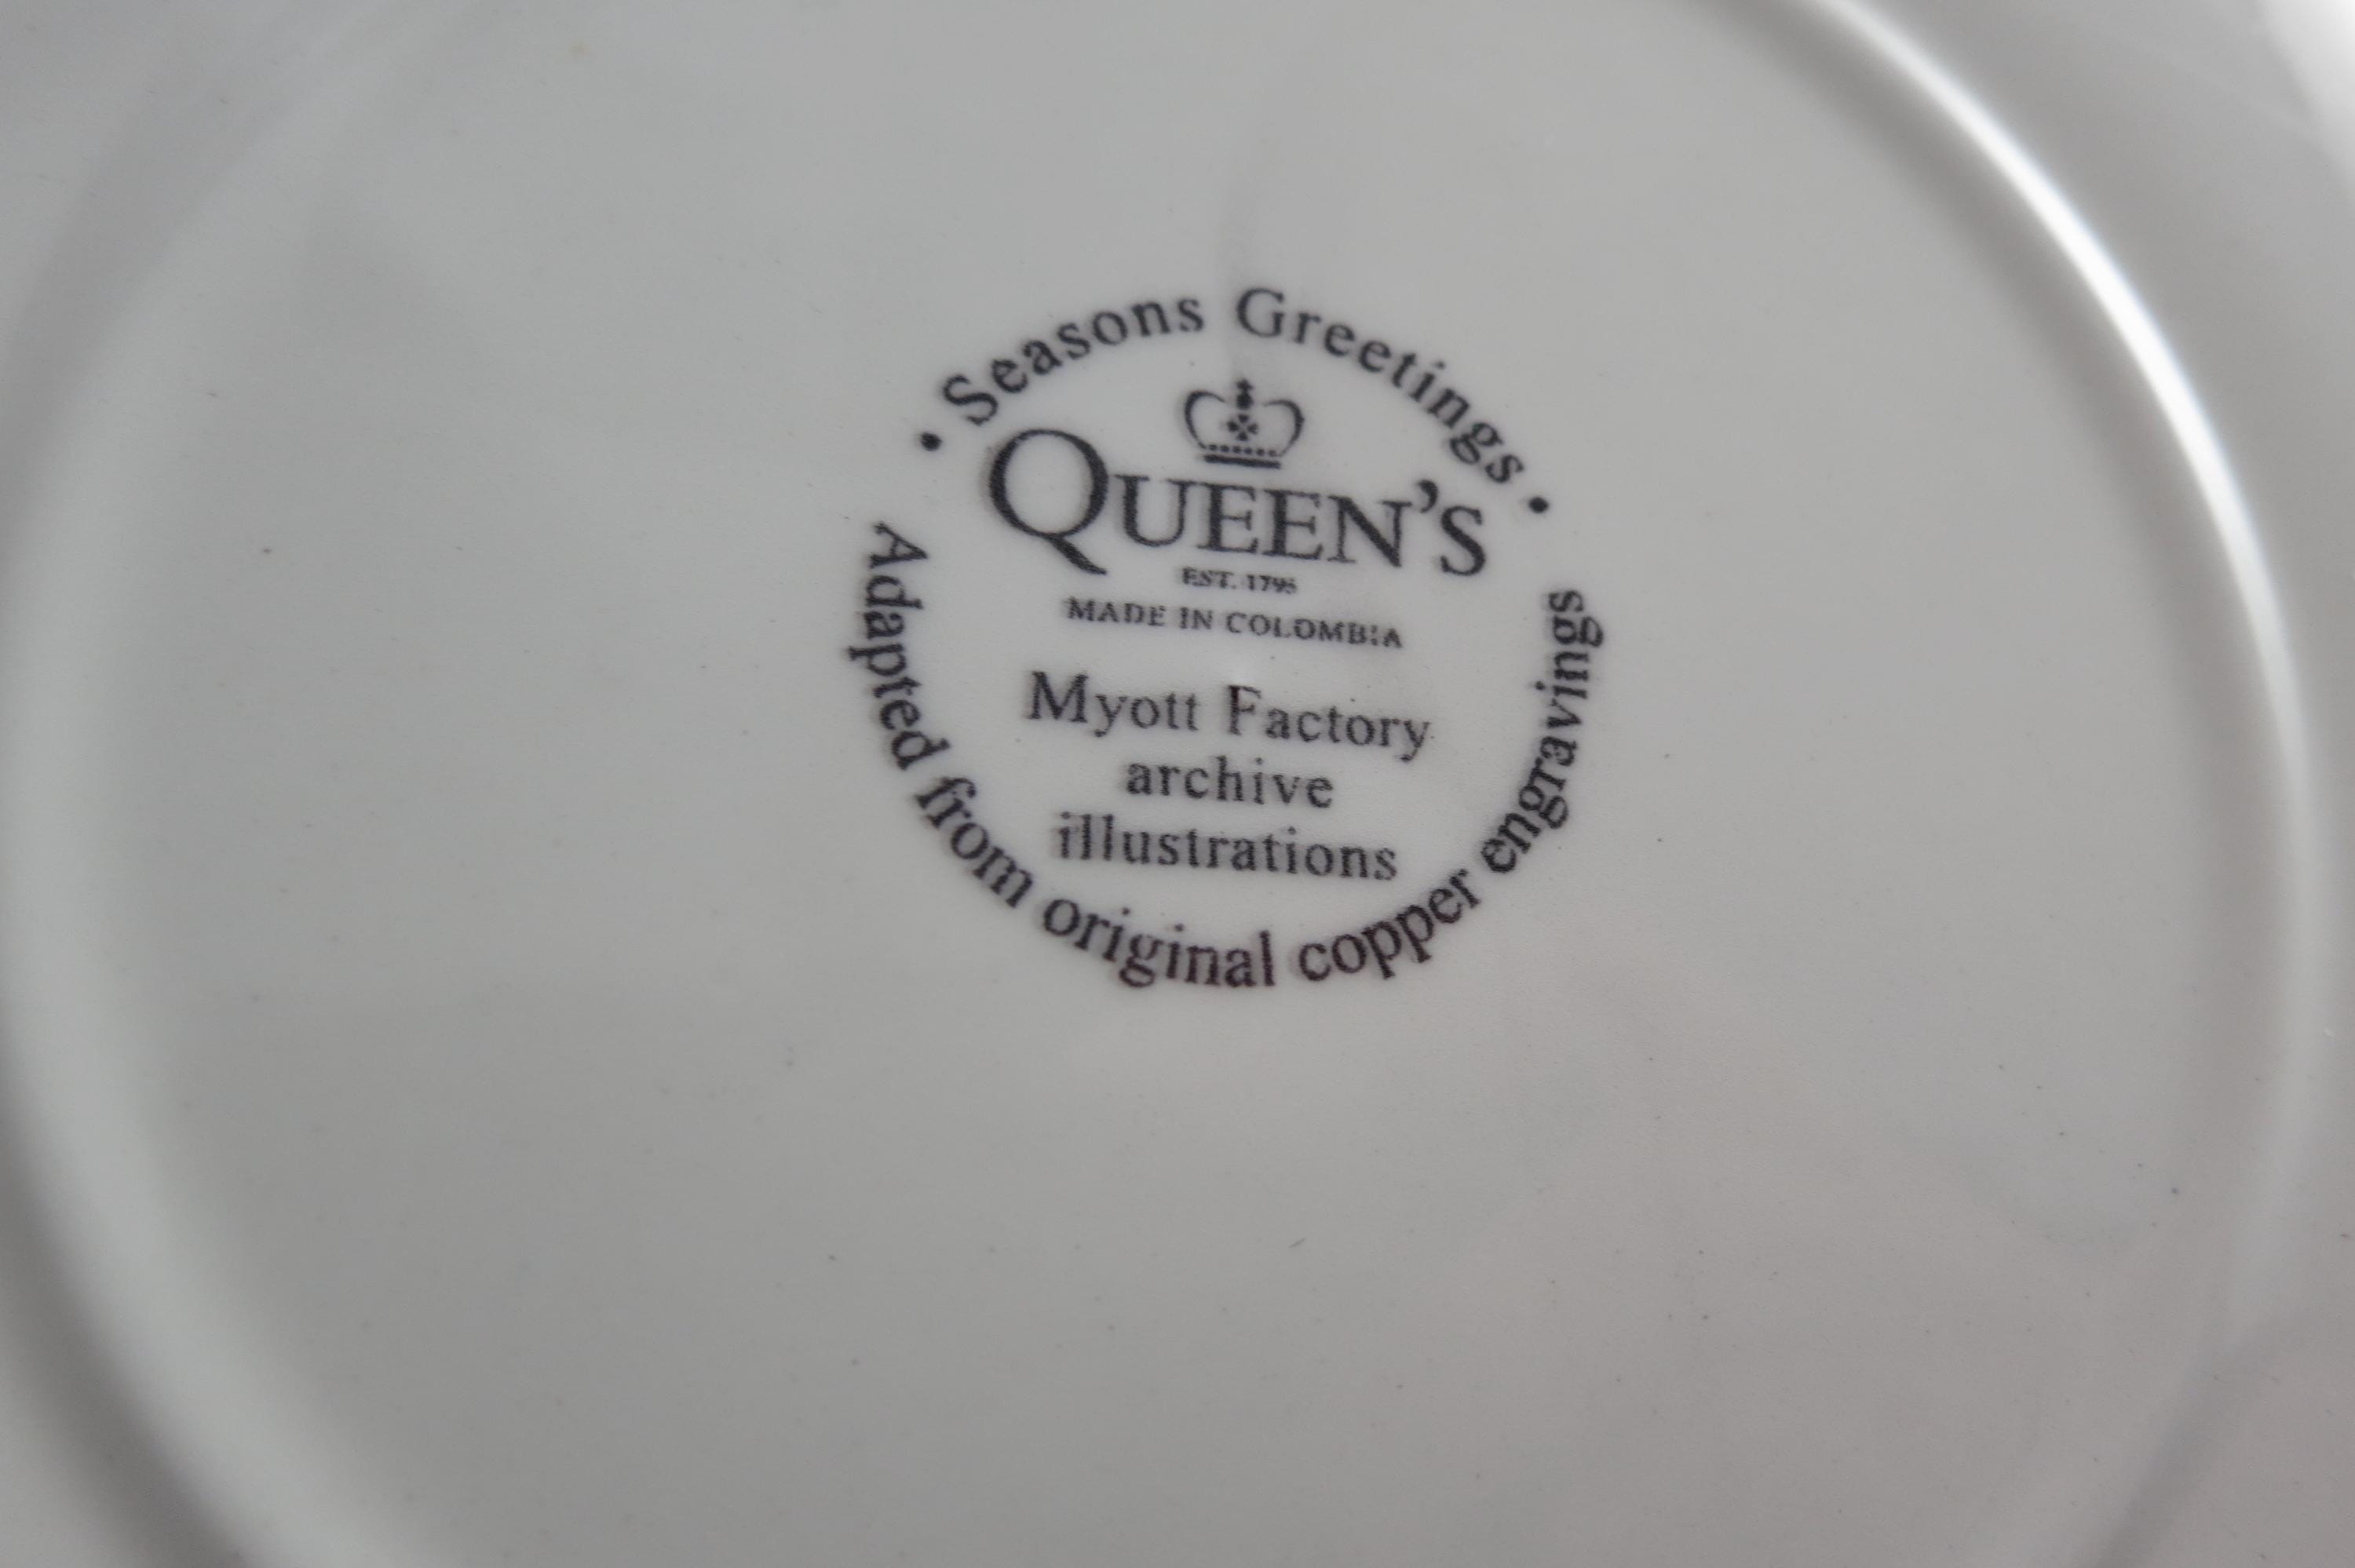 • Seasons Greetings •
QUEEN'S
EST. 1795
MADE IN COLOMBIA
Myott Factory
archive
illustrations
Adapted from original copper engravings